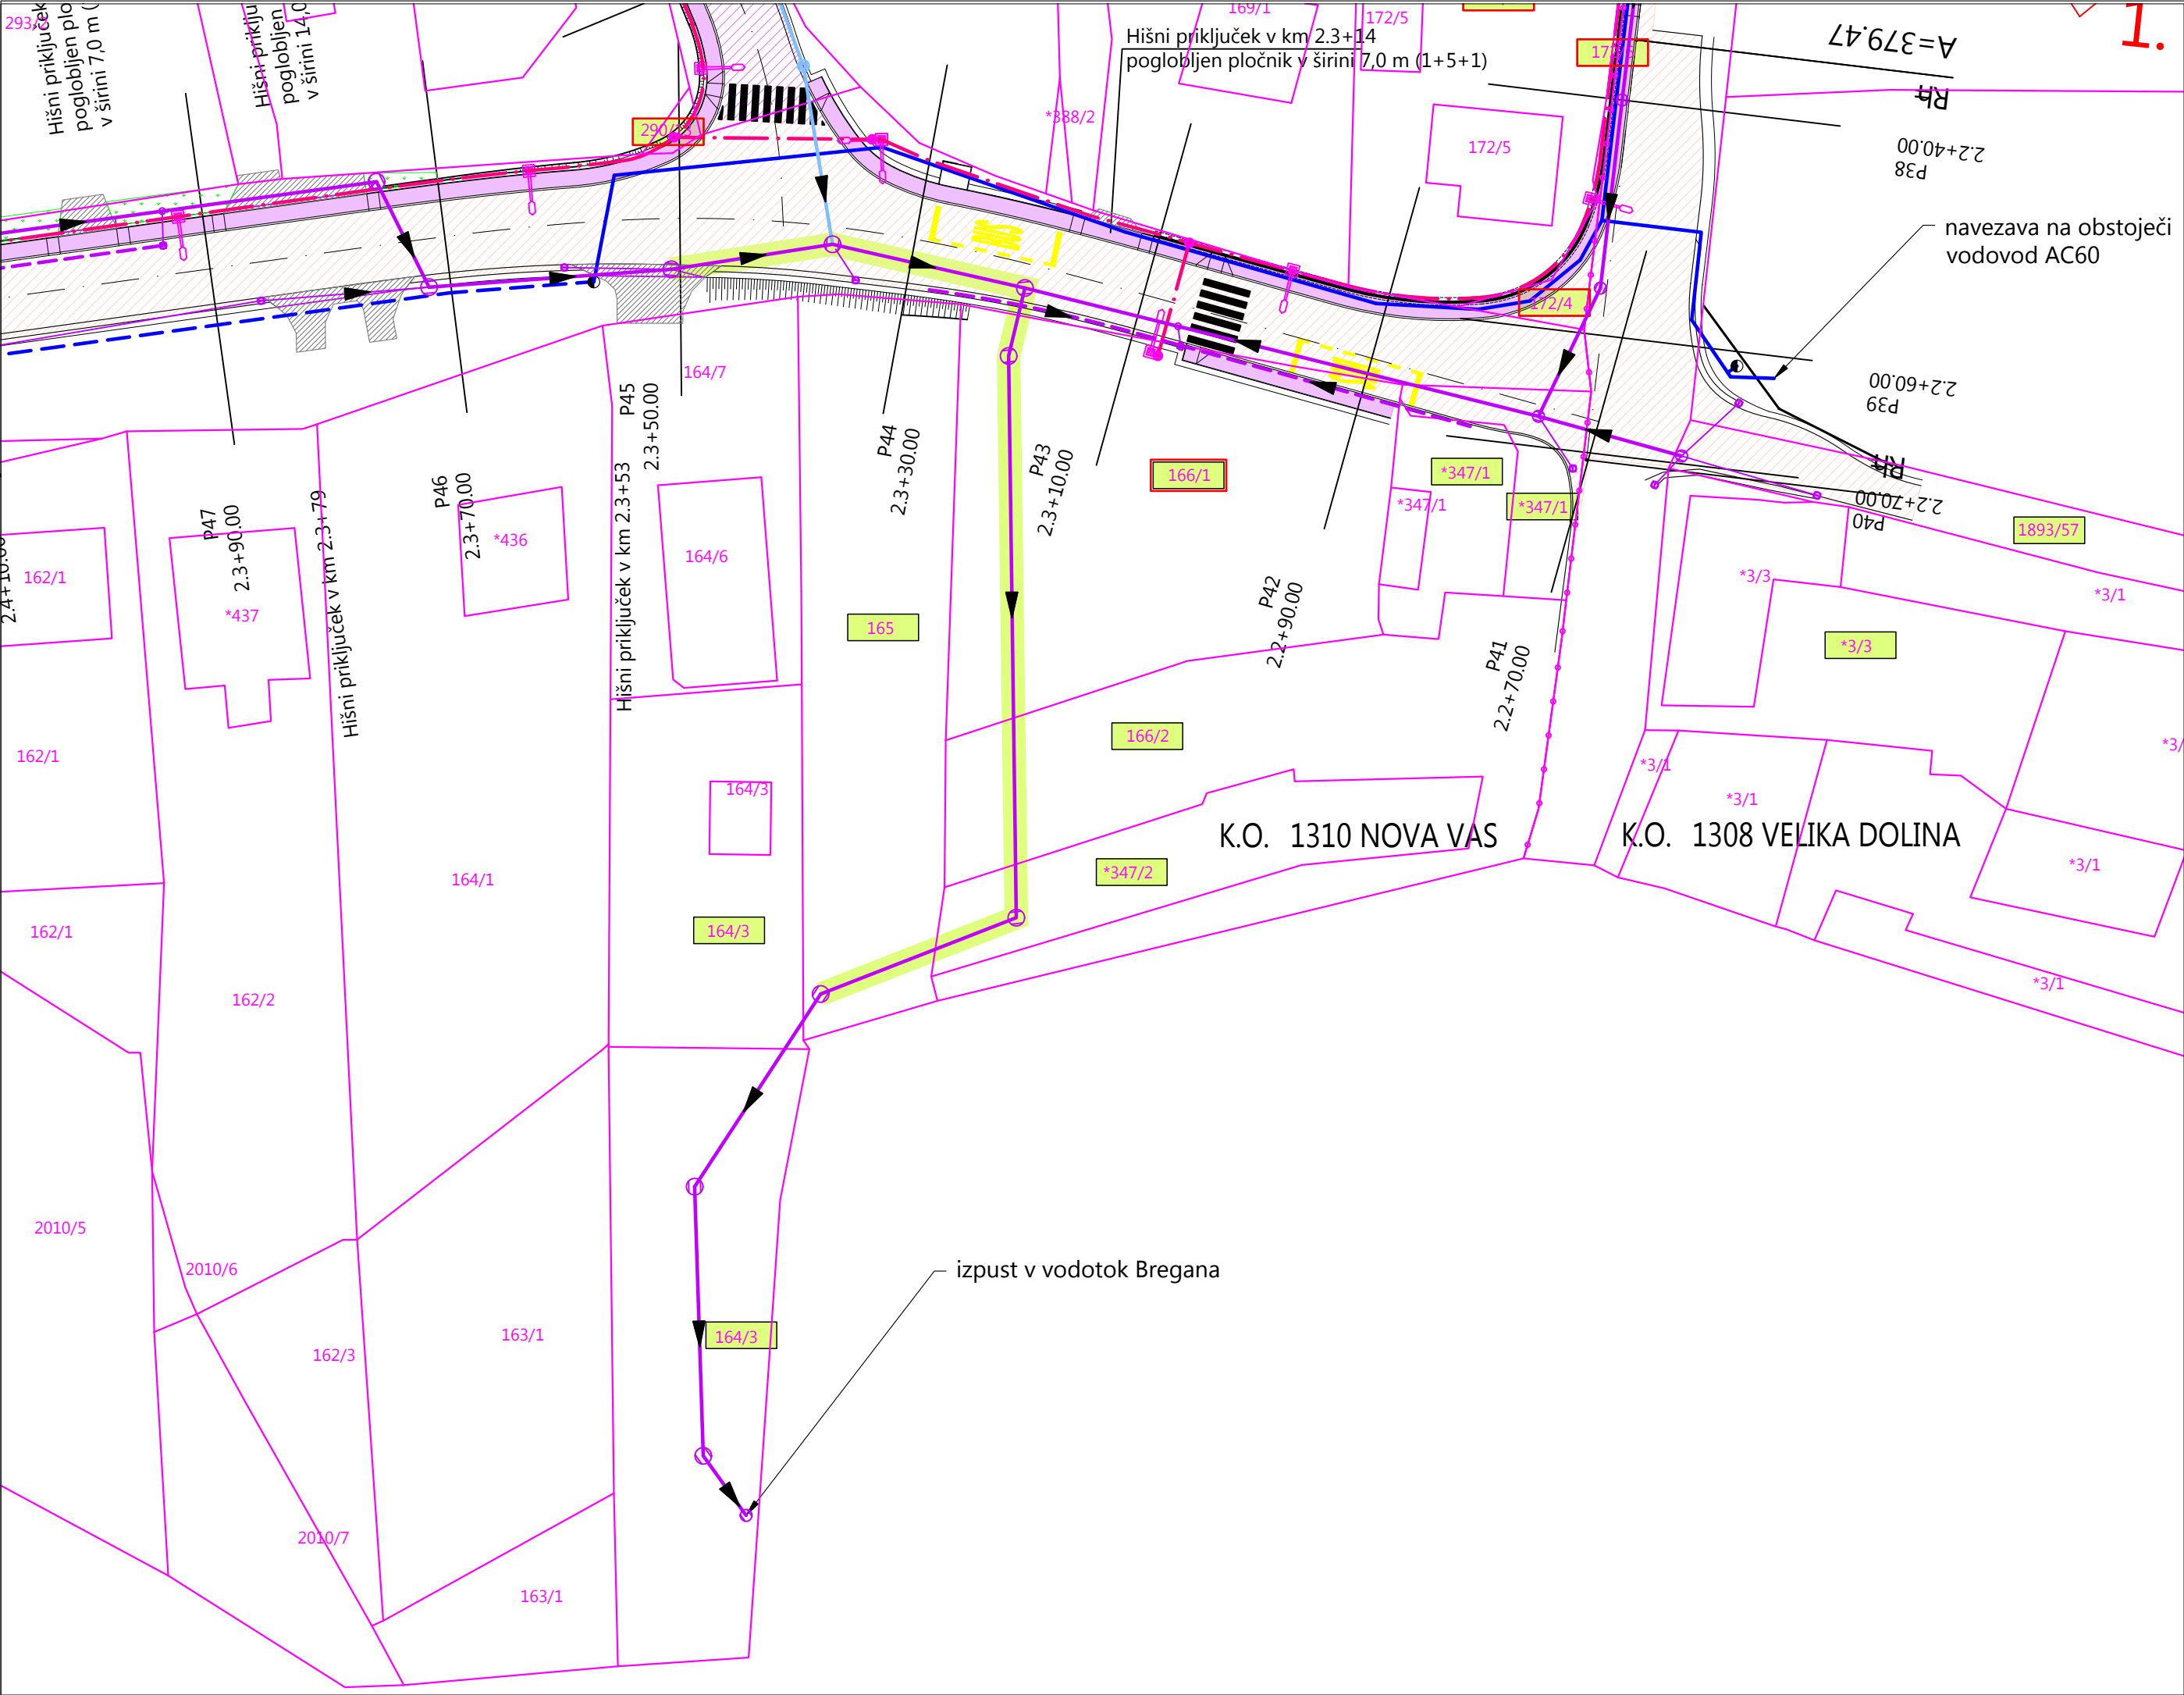 Hišni priključek
poglobljen plo
v širini 7,0 m (
Hišni priklju
poglobljen
v širini 14,0
169/1
172/5
1.
A=379.47
Hišni priključek v km 2.3+14
poglobljen pločnik v širini 7,0 m (1+5+1)
*388/2
172/5
2.2+40.00
P38
navezava na obstoječi
vodovod AC60
172/4
2.2+60.00
P39
164/7
P45
2.3+50.00
P44
2.3+30.00
P43
2.3+10.00
166/1
*347/1
*347/1
*347/1
2.2+70.00
P40
1893/57
P46
2.3+70.00
P47
2.3+90.00
Hišni priključek v km 2.3+79
Hišni priključek v km 2.3+53
*436
164/6
162/1
*437
165
P42
2.2+90.00
P41
2.2+70.00
*3/3
*3/1
*3/3
162/1
166/2
*3/1
164/3
*3/1
K.O. 1310 NOVA VAS
K.O. 1308 VELIKA DOLINA
164/1
*347/2
*3/1
162/1
164/3
162/2
*3/1
2010/5
2010/6
izpust v vodotok Bregana
163/1
164/3
162/3
2010/7
163/1